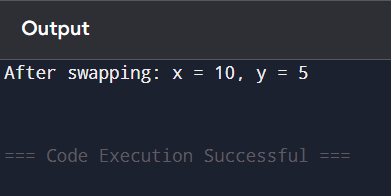 Output
After swapping: x = 10, y = 5
=== Code Execution Successful ===